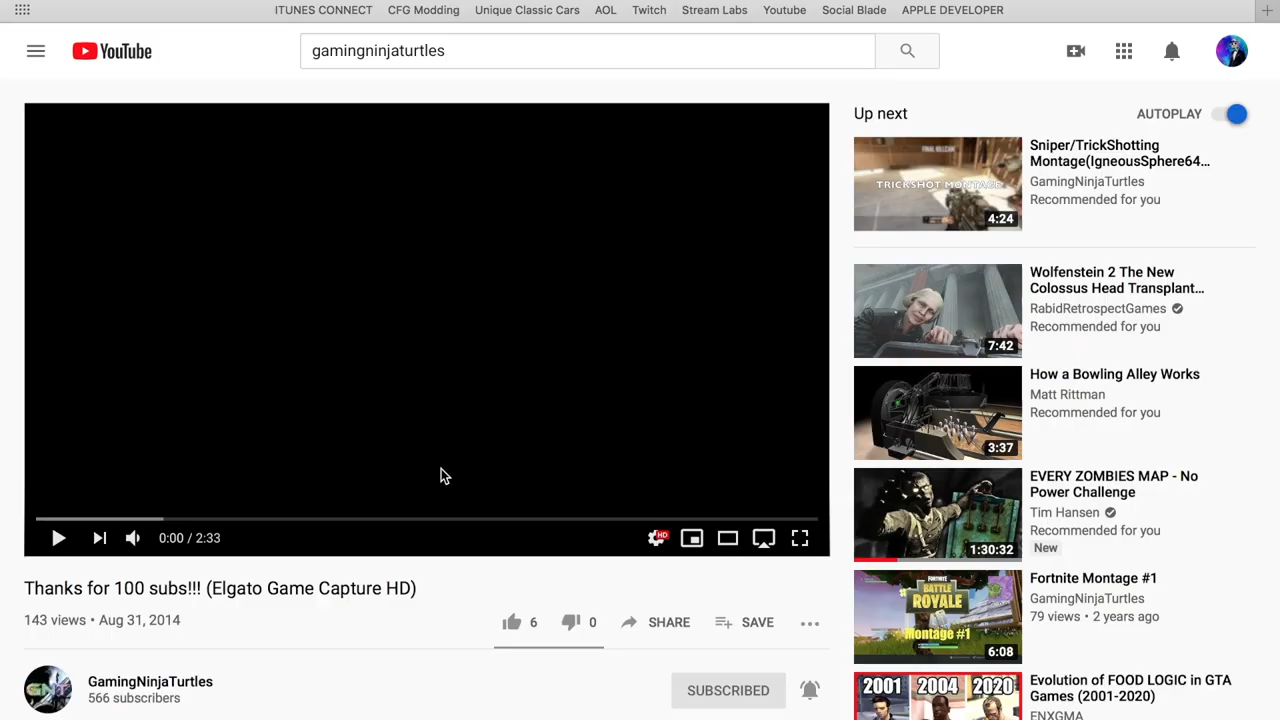 ITUNES CONNECT CFG Modding Unique Classic Cars AOL Twitch Stream Labs Youtube Social Blade APPLE DEVELOPER
YouTube
gamingninjaturtles
Up next
AUTOPLAY
TRICKSHOT MONTAGE
4:24
Sniper/TrickShotting
Montage(IgneousSphere64...
GamingNinjaTurtles
Recommended for you
7:42
Wolfenstein 2 The New
Colossus Head Transplant...
RabidRetrospectGames
Recommended for you
3:37
How a Bowling Alley Works
Matt Rittman
Recommended for you
1:30:32
EVERY ZOMBIES MAP - No
Power Challenge
Tim Hansen
Recommended for you
New
FORTNITE
BATTLE
ROYALE
Montage #1
6:08
Fortnite Montage #1
GamingNinjaTurtles
79 views • 2 years ago
2001 2004 2020
Evolution of FOOD LOGIC in GTA
Games (2001-2020)
ENXGMA
0:00 / 2:33
HD
Thanks for 100 subs!!! (Elgato Game Capture HD)
143 views • Aug 31, 2014
6 0 SHARE SAVE
GamingNinjaTurtles
566 subscribers
SUBSCRIBED